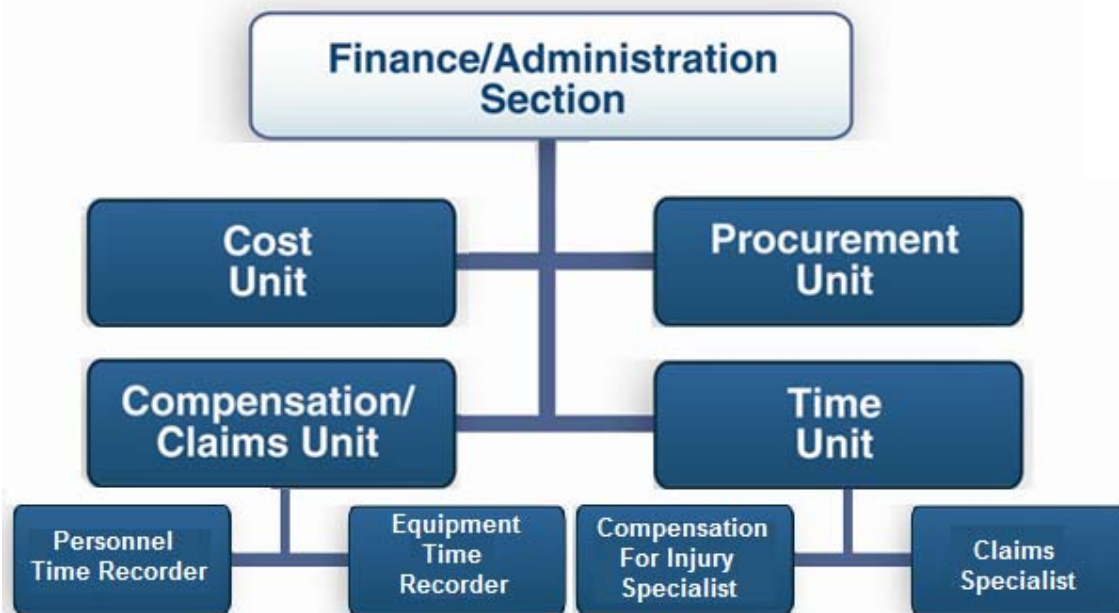 Finance/Administration
Section
Cost
Unit
Procurement
Unit
Compensation/
Claims Unit
Time
Unit
Personnel
Time Recorder
Equipment
Time
Recorder
Compensation
For Injury
Specialist
Claims
Specialist